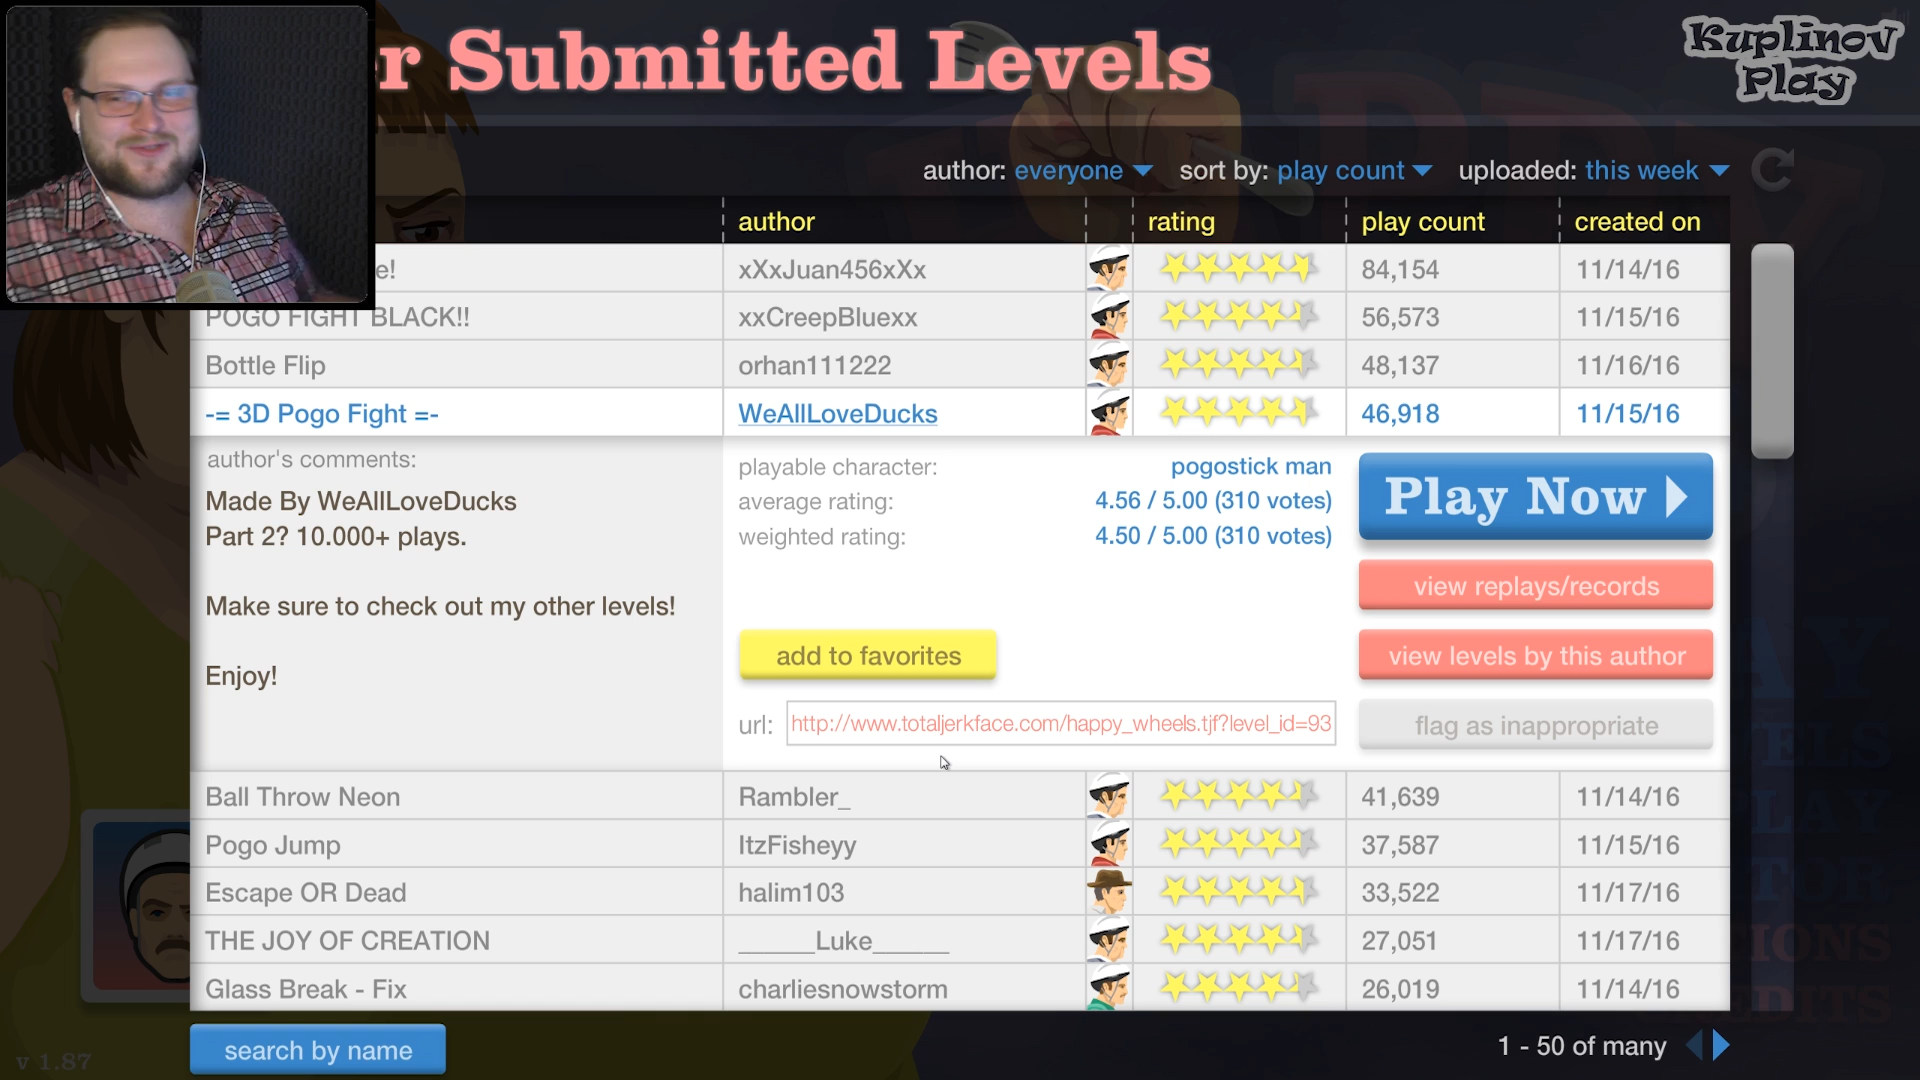 r Submitted Levels
Kuplinov
Play
author: everyone sort by: play count uploaded: this week
author rating play count created on
e! xXxJuan456xXx 84,154 11/14/16
POGO FIGHT BLACK!! xxCreepBluexx 56,573 11/15/16
Bottle Flip orhan111222 48,137 11/16/16
-= 3D Pogo Fight =- WeAllLoveDucks 46,918 11/15/16
author's comments:
Made By WeAllLoveDucks
Part 2? 10.000+ plays.
Make sure to check out my other levels!
Enjoy!
playable character: pogostick man
average rating: 4.56 / 5.00 (310 votes)
weighted rating: 4.50 / 5.00 (310 votes)
add to favorites
url: http://www.totaljerkface.com/happy_wheels.tjf?level_id=93
Play Now
view replays/records
view levels by this author
flag as inappropriate
Ball Throw Neon Rambler_ 41,639 11/14/16
Pogo Jump ItzFisheyy 37,587 11/15/16
Escape OR Dead halim103 33,522 11/17/16
THE JOY OF CREATION ______Luke______ 27,051 11/17/16
Glass Break - Fix charliesnowstorm 26,019 11/14/16
search by name
1 - 50 of many
v 1.87